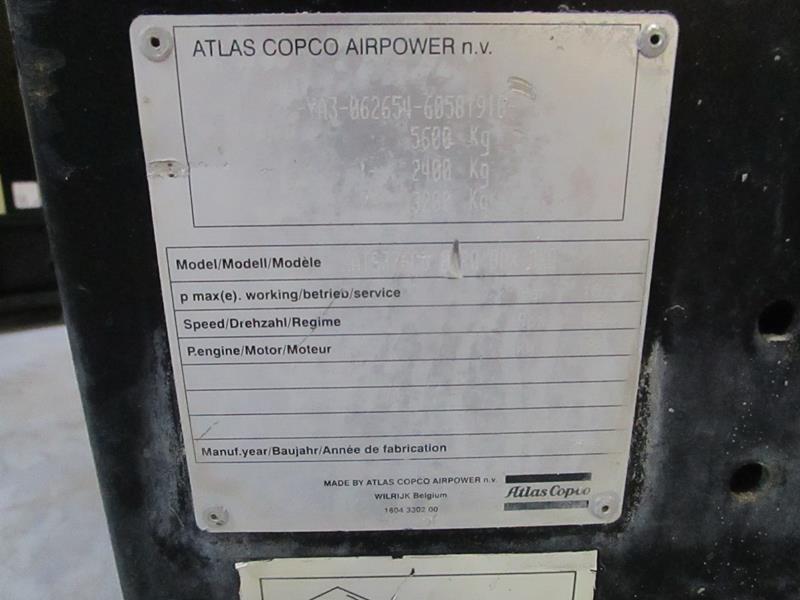 ATLAS COPCO AIRPOWER n.v.
5600 Kg
2400 Kg
3200 Kg
Model/Modell/Modèle
p max(e). working/betrieb/service
Speed/Drehzahl/Regime
P.engine/Motor/Moteur
Manuf.year/Baujahr/Année de fabrication
MADE BY ATLAS COPCO AIRPOWER n.v.
WILRIJK Belgium
1604 3302 00
Atlas Copco